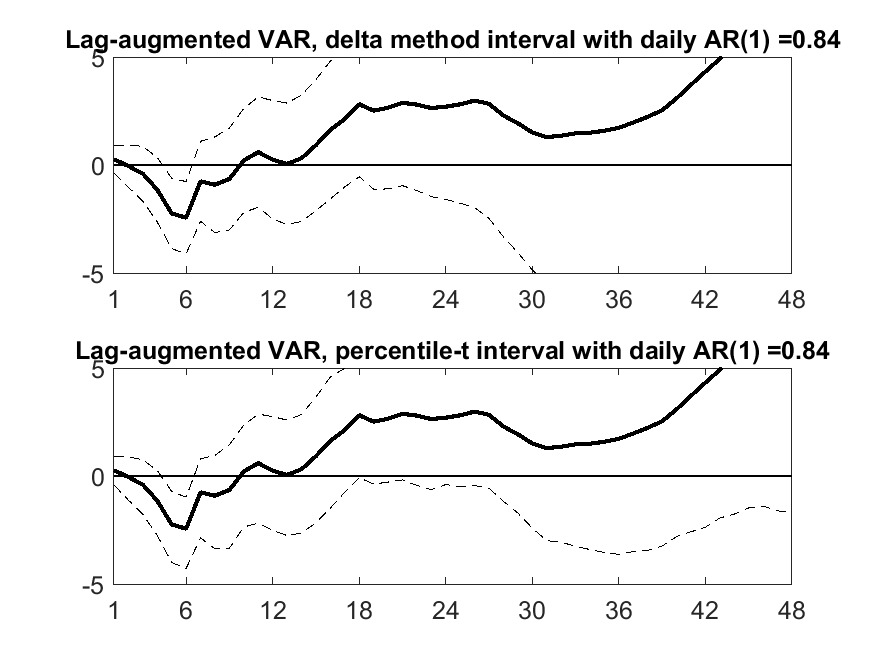 Lag-augmented VAR, delta method interval with daily AR(1) =0.84
5
0
-5
1 6 12 18 24 30 36 42 48
Lag-augmented VAR, percentile-t interval with daily AR(1) =0.84
5
0
-5
1 6 12 18 24 30 36 42 48